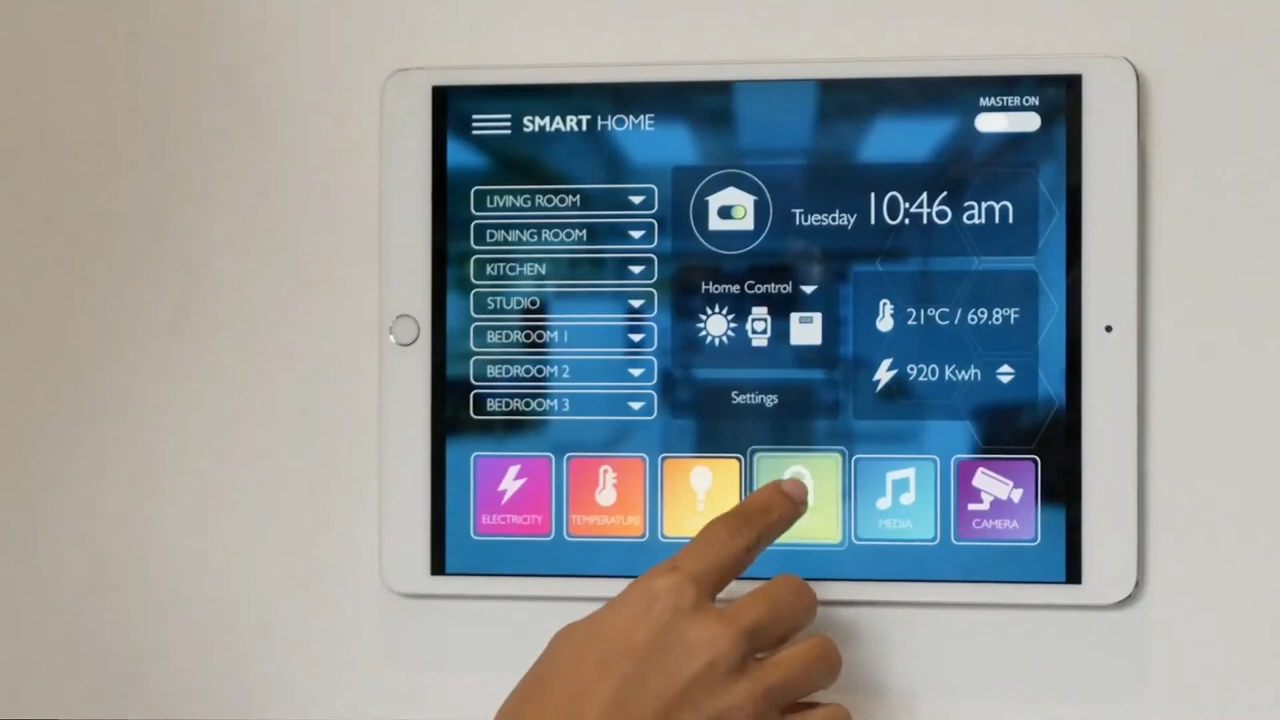 MASTER ON
SMART HOME
LIVING ROOM
DINING ROOM
KITCHEN
STUDIO
BEDROOM 1
BEDROOM 2
BEDROOM 3
Tuesday 10:46 am
Home Control
21°C / 69.8°F
920 Kwh
Settings
ELECTRICITY
TEMPERATURE
MEDIA
CAMERA